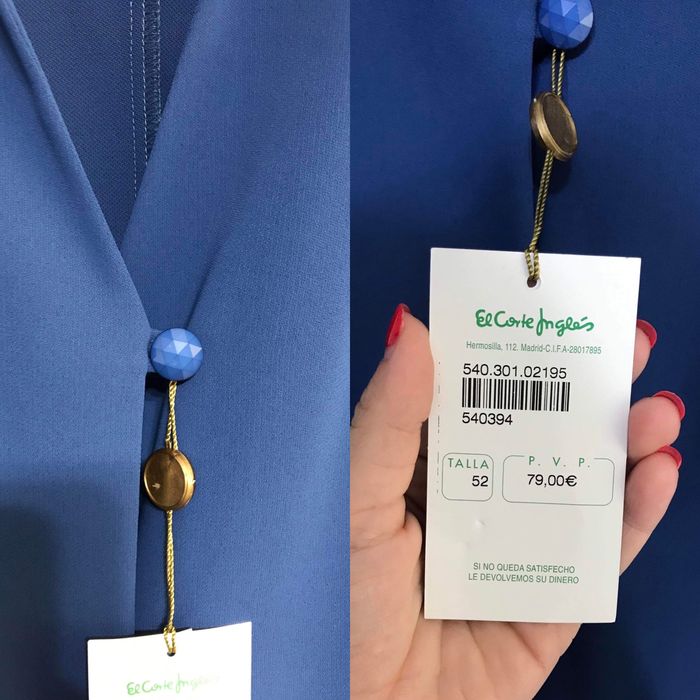 El Corte Inglés
El Corte Inglés
Hermosilla, 112. Madrid-C.I.F.A-28017895
540.301.02195
540394
TALLA
52
P. V. P.
79,00€
SI NO QUEDA SATISFECHO
LE DEVOLVEMOS SU DINERO